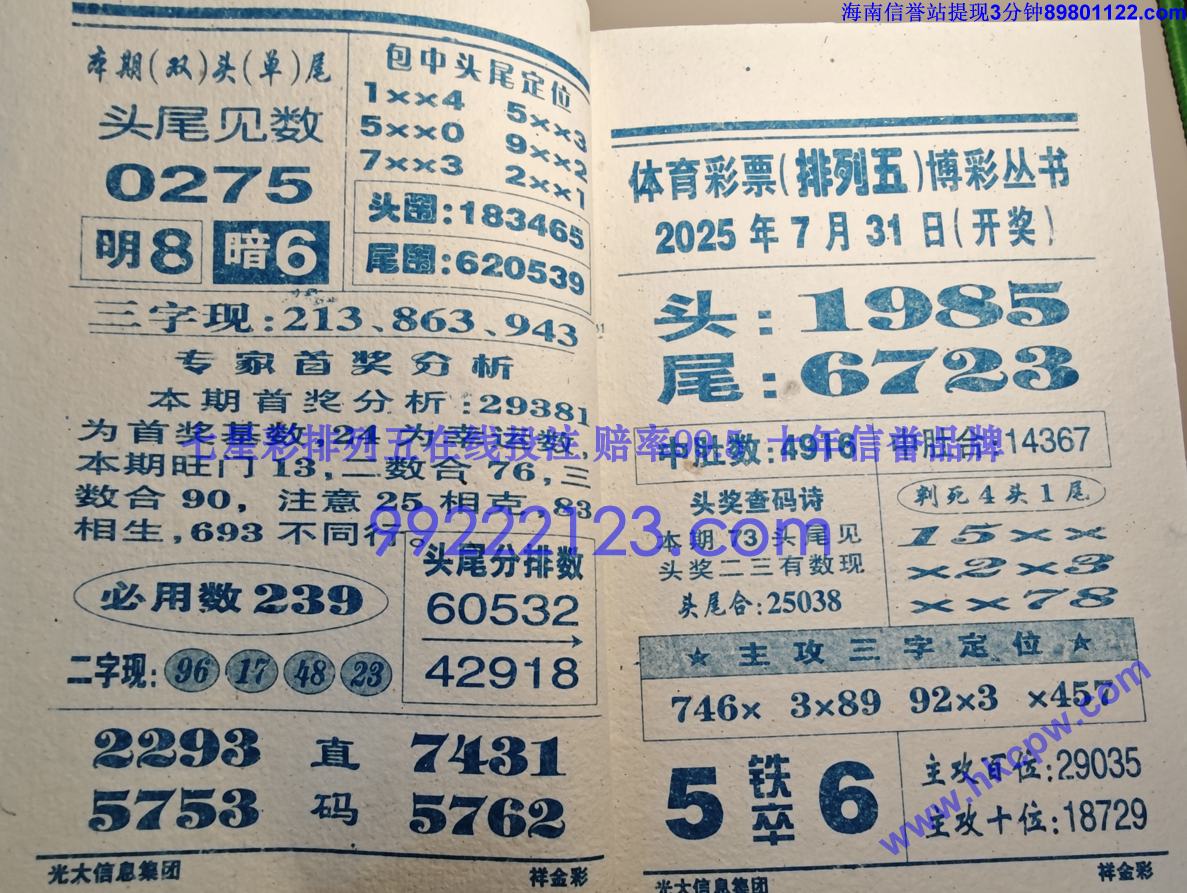 海南信誉站提现3分钟89801122.com
本期(双)头(单)尾
头尾见数
0275
明8 暗6
包中头尾定位
1××4 5××3
5××0 9××2
7××3 2××1
头围:183465
尾围:620539
三字现:213、863、943
专家首奖分析
本期首奖分析:29381
为首奖基数,24为幸运数,
本期旺门13,二数合76,三
数合90,注意25相克,83
相生,693不同行。
必用数239
二字现: 96 17 48 23
头尾分排数
60532
42918
2293 直 7431
5753 码 5762
光大信息集团 祥金彩
体育彩票(排列五)博彩丛书
2025年7月31日(开奖)
头:1985
尾:6723
中胜数:4916
中肚合:14367
头奖查码诗
本期73头尾见
头奖二三有数现
头尾合:25038
判死4头1尾
15××
×2×3
××78
★主攻三字定位★
746× 3×89 92×3 ×457
5 铁卒 6
主攻百位:29035
主攻十位:18729
光大信息集团 祥金彩
七星彩排列五在线投注 赔率99.5 十年信誉品牌
99222123.com
www.hkcpw.com